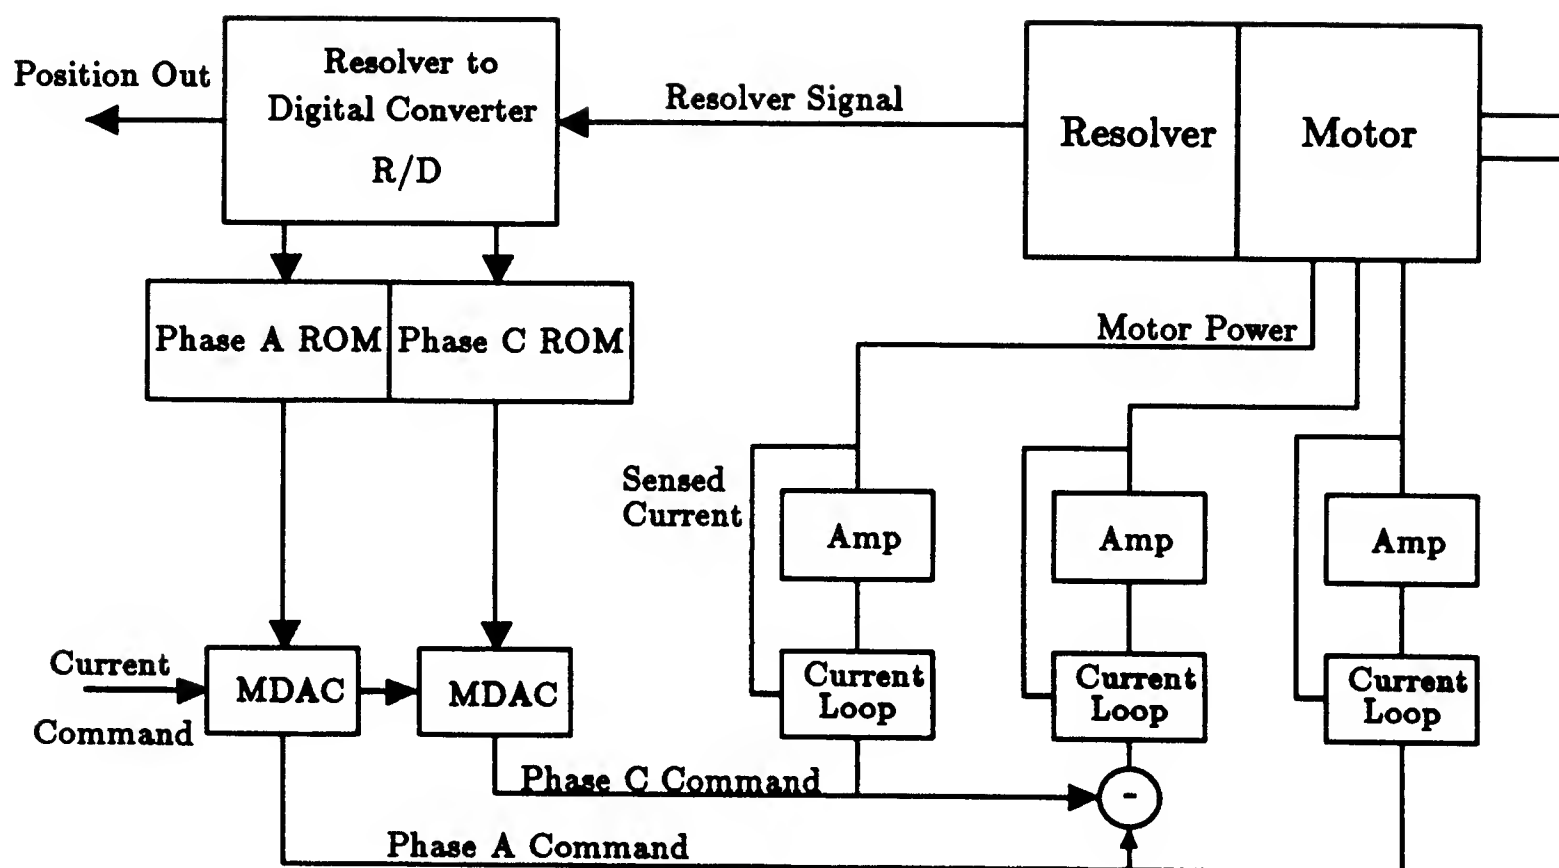 Position Out
Resolver to
Digital Converter
R/D
Resolver Signal
Resolver
Motor
Phase A ROM
Phase C ROM
Motor Power
Sensed
Current
Amp
Amp
Amp
Current
Command
MDAC
MDAC
Current
Loop
Current
Loop
Current
Loop
Phase C Command
-
Phase A Command